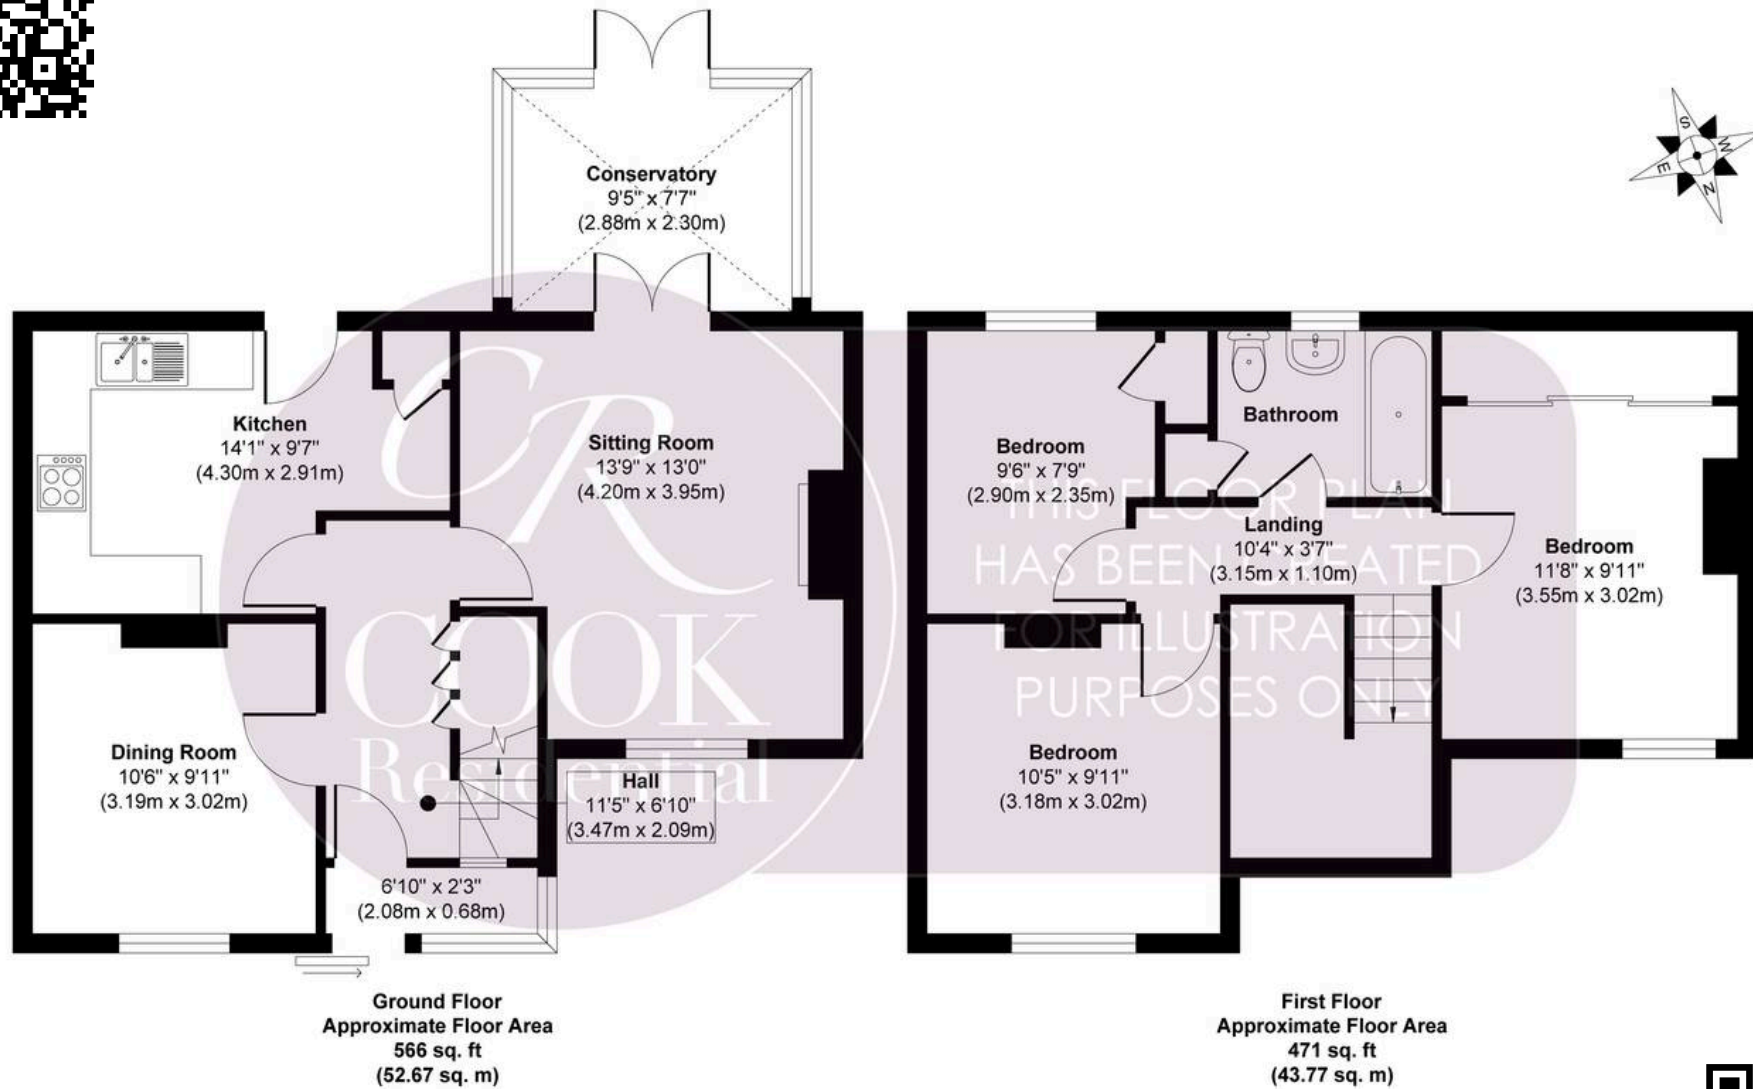 Conservatory
9'5" x 7'7"
(2.88m x 2.30m)
S
W
E
N
Kitchen
14'1" x 9'7"
(4.30m x 2.91m)
Sitting Room
13'9" x 13'0"
(4.20m x 3.95m)
Dining Room
10'6" x 9'11"
(3.19m x 3.02m)
Hall
11'5" x 6'10"
(3.47m x 2.09m)
6'10" x 2'3"
(2.08m x 0.68m)
CR
COOK
Residential
Ground Floor
Approximate Floor Area
566 sq. ft
(52.67 sq. m)
Bedroom
9'6" x 7'9"
(2.90m x 2.35m)
Bathroom
Landing
10'4" x 3'7"
(3.15m x 1.10m)
Bedroom
11'8" x 9'11"
(3.55m x 3.02m)
Bedroom
10'5" x 9'11"
(3.18m x 3.02m)
THIS FLOOR PLAN
HAS BEEN CREATED
FOR ILLUSTRATION
PURPOSES ONLY
First Floor
Approximate Floor Area
471 sq. ft
(43.77 sq. m)